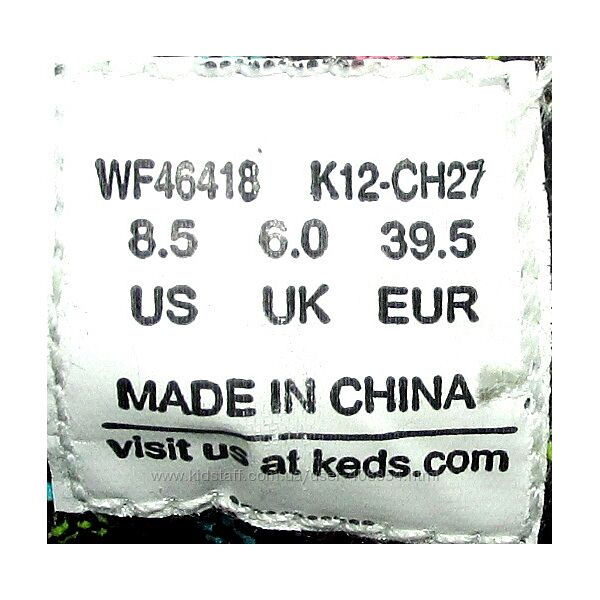 WF46418 K12-CH27
8.5 6.0 39.5
US UK EUR
MADE IN CHINA
visit us at keds.com